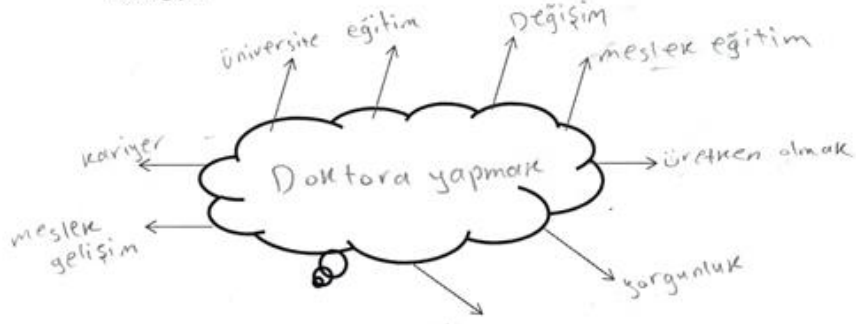 üniversite
eğitim
Değişim
meslek eğitim
kariyer
Doktora yapmak
üretken olmak
meslek
gelişim
yorgunluk